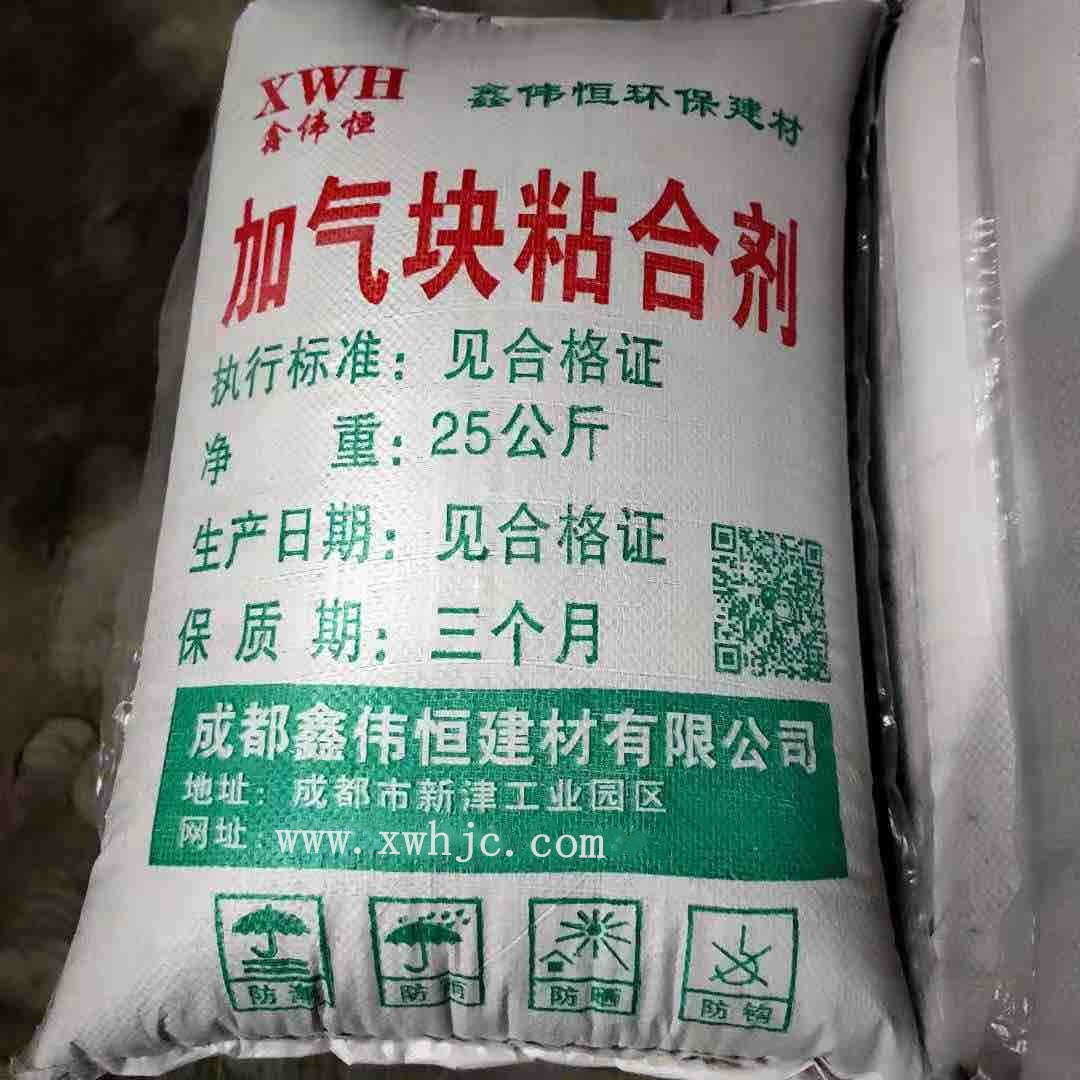 XWH
鑫伟恒
鑫伟恒环保建材
加气块粘合剂
执行标准：见合格证
净 重：25公斤
生产日期：见合格证
保质期：三个月
成都鑫伟恒建材有限公司
地址：成都市新津工业园区
网址：www.xwhjc.com
防潮 防雨 防晒 防钩